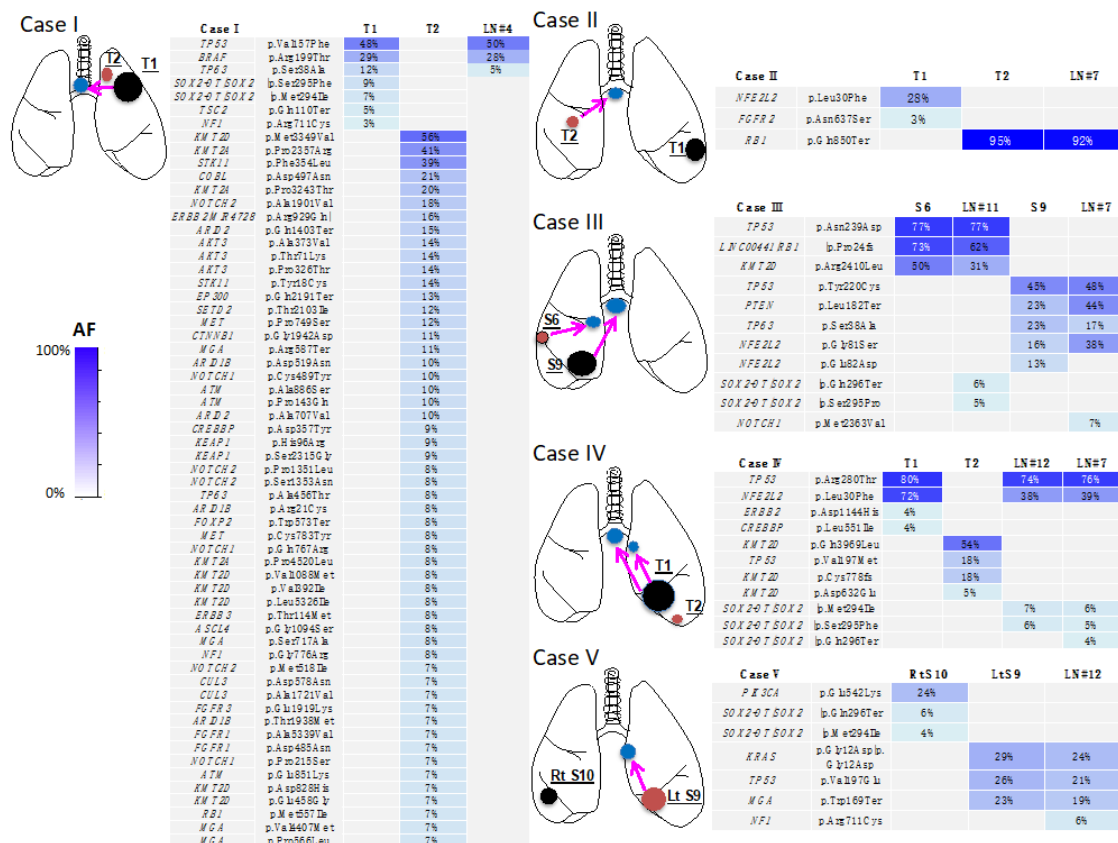 Case I
T2
T1
Case I T1 T2 LN#4
TP53 p.Val157Phe 48% 50%
BRAF p.Arg199Thr 29% 28%
TP63 p.Ser38Ala 12% 5%
SOX2-OT|SOX2 |p.Ser295Phe 9%
SOX2-OT|SOX2 |p.Met294Ile 7%
TSC2 p.Gln110Ter 5%
NF1 p.Arg711Cys 3%
KMT2D p.Met3349Val 56%
KMT2A p.Pro2357Arg 41%
STK11 p.Phe354Leu 39%
COBL p.Asp497Asn 21%
KMT2A p.Pro3243Thr 20%
NOTCH2 p.Ala1901Val 18%
ERBB2|MIR4728 p.Arg929Gln| 16%
ARID2 p.Gln1403Ter 15%
AKT3 p.Ala373Val 14%
AKT3 p.Thr71Lys 14%
AKT3 p.Pro326Thr 14%
STK11 p.Tyr18Cys 14%
EP300 p.Gln2191Ter 13%
SETD2 p.Thr2103Ile 12%
MET p.Pro749Ser 12%
CTNNB1 p.Gly1942Asp 11%
MGA p.Arg587Ter 11%
ARID1B p.Asp519Asn 10%
NOTCH1 p.Cys489Tyr 10%
ATM p.Ala886Ser 10%
ATM p.Pro143Gln 10%
ARID2 p.Ala707Val 10%
CREBBP p.Asp357Tyr 9%
KEAP1 p.His96Arg 9%
KEAP1 p.Ser2315Gly 9%
NOTCH2 p.Pro1351Leu 8%
NOTCH2 p.Ser1353Asn 8%
TP63 p.Ala456Thr 8%
ARID1B p.Arg21Cys 8%
FOXP2 p.Trp573Ter 8%
MET p.Cys783Tyr 8%
NOTCH1 p.Gln767Arg 8%
KMT2A p.Pro4520Leu 8%
KMT2D p.Val1088Met 8%
KMT2D p.Val392Ile 8%
KMT2D p.Leu5326Ile 8%
ERBB3 p.Thr114Met 8%
ASCL4 p.Gly1094Ser 8%
MGA p.Ser717Ala 8%
NF1 p.Gly776Arg 8%
NOTCH2 p.Met518Ile 7%
CUL3 p.Asp578Asn 7%
CUL3 p.Ala1721Val 7%
FGFR3 p.Glu1919Lys 7%
ARID1B p.Thr1938Met 7%
FGFR1 p.Ala5339Val 7%
FGFR1 p.Asp485Asn 7%
NOTCH1 p.Pro215Ser 7%
ATM p.Glu851Lys 7%
KMT2D p.Asp828His 7%
KMT2D p.Glu458Gly 7%
RB1 p.Met557Ile 7%
MGA p.Val1407Met 7%
MGA p.Pro566Leu 7%
AF
100%
0%
Case II
T2
T1
Case II T1 T2 LN#7
NFE2L2 p.Leu30Phe 28%
FGFR2 p.Asn637Ser 3%
RB1 p.Gln850Ter 95% 92%
Case III
S6
S9
Case III S6 LN#11 S9 LN#7
TP53 p.Asn239Asp 77% 77%
LINC00441|RB1 |p.Pro24fs 73% 62%
KMT2D p.Arg2410Leu 50% 31%
TP53 p.Tyr220Cys 45% 48%
PTEN p.Leu182Ter 23% 44%
TP63 p.Ser38Ala 23% 17%
NFE2L2 p.Gly81Ser 16% 38%
NFE2L2 p.Glu82Asp 13%
SOX2-OT|SOX2 |p.Gln296Ter 6%
SOX2-OT|SOX2 |p.Ser295Pro 5%
NOTCH1 p.Met2363Val 7%
Case IV
T1
T2
Case IV T1 T2 LN#12 LN#7
TP53 p.Arg280Thr 80% 74% 76%
NFE2L2 p.Leu30Phe 72% 38% 39%
ERBB2 p.Asp1144His 4%
CREBBP p.Leu551Ile 4%
KMT2D p.Gln3969Leu 54%
TP53 p.Val197Met 18%
KMT2D p.Cys778fs 18%
KMT2D p.Asp632Glu 5%
SOX2-OT|SOX2 |p.Met294Ile 7% 6%
SOX2-OT|SOX2 |p.Ser295Phe 6% 5%
SOX2-OT|SOX2 |p.Gln296Ter 4%
Case V
Rt S10
Lt S9
Case V RtS10 LtS9 LN#12
PIK3CA p.Glu542Lys 24%
SOX2-OT|SOX2 |p.Gln296Ter 6%
SOX2-OT|SOX2 |p.Met294Ile 4%
KRAS p.Gly12Asp|p.Gly12Asp 29% 24%
TP53 p.Val197Glu 26% 21%
MGA p.Trp169Ter 23% 19%
NF1 p.Arg711Cys 6%